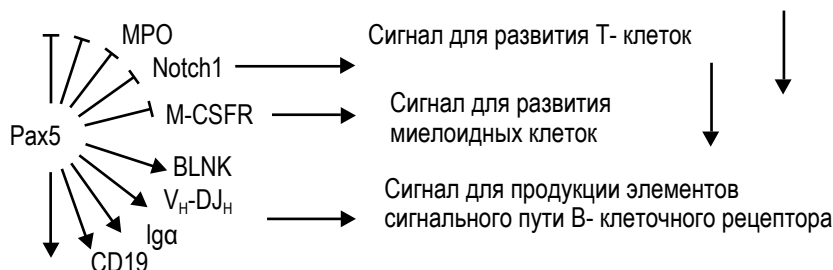 MPO
Сигнал для развития Т- клеток
Notch1
M-CSFR
Сигнал для развития
миелоидных клеток
Pax5
BLNK
VH-DJH
Сигнал для продукции элементов
сигнального пути В- клеточного рецептора
Igα
CD19